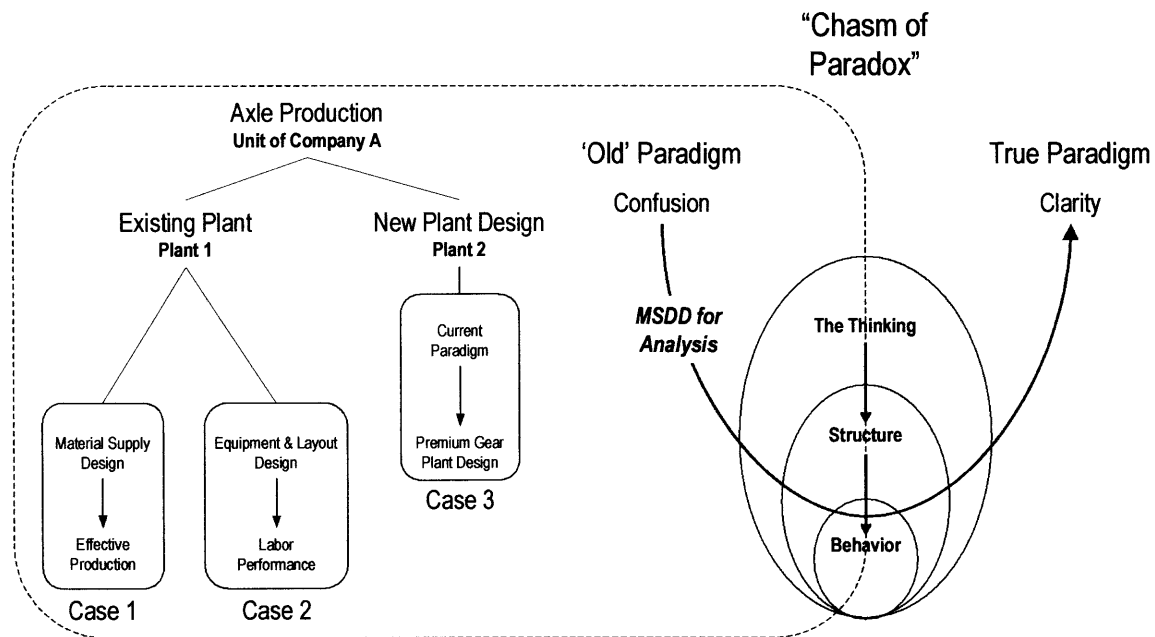 “Chasm of
Paradox”
Axle Production
Unit of Company A
Existing Plant
Plant 1
New Plant Design
Plant 2
Material Supply
Design
Effective
Production
Case 1
Equipment & Layout
Design
Labor
Performance
Case 2
Current
Paradigm
Premium Gear
Plant Design
Case 3
‘Old’ Paradigm
Confusion
MSDD for
Analysis
The Thinking
Structure
Behavior
True Paradigm
Clarity